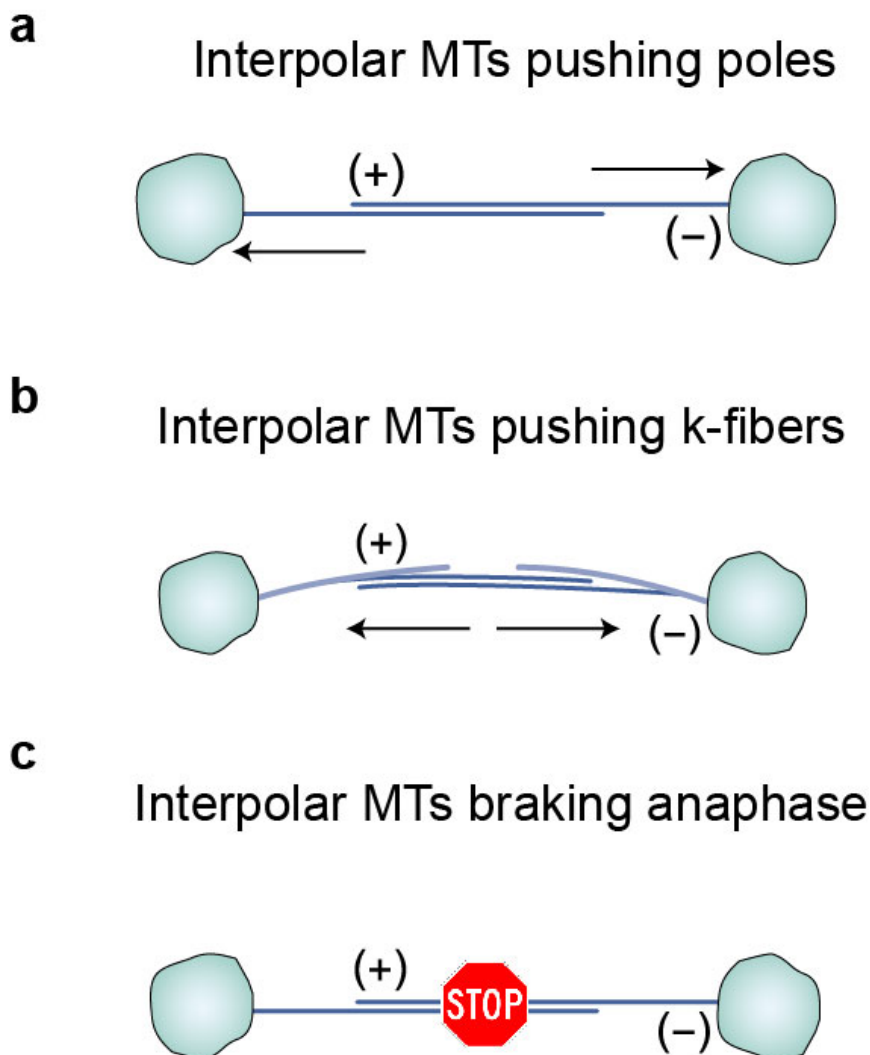 a
Interpolar MTs pushing poles
(+)
(–)
b
Interpolar MTs pushing k-fibers
(+)
(–)
c
Interpolar MTs braking anaphase
(+)
STOP
(–)